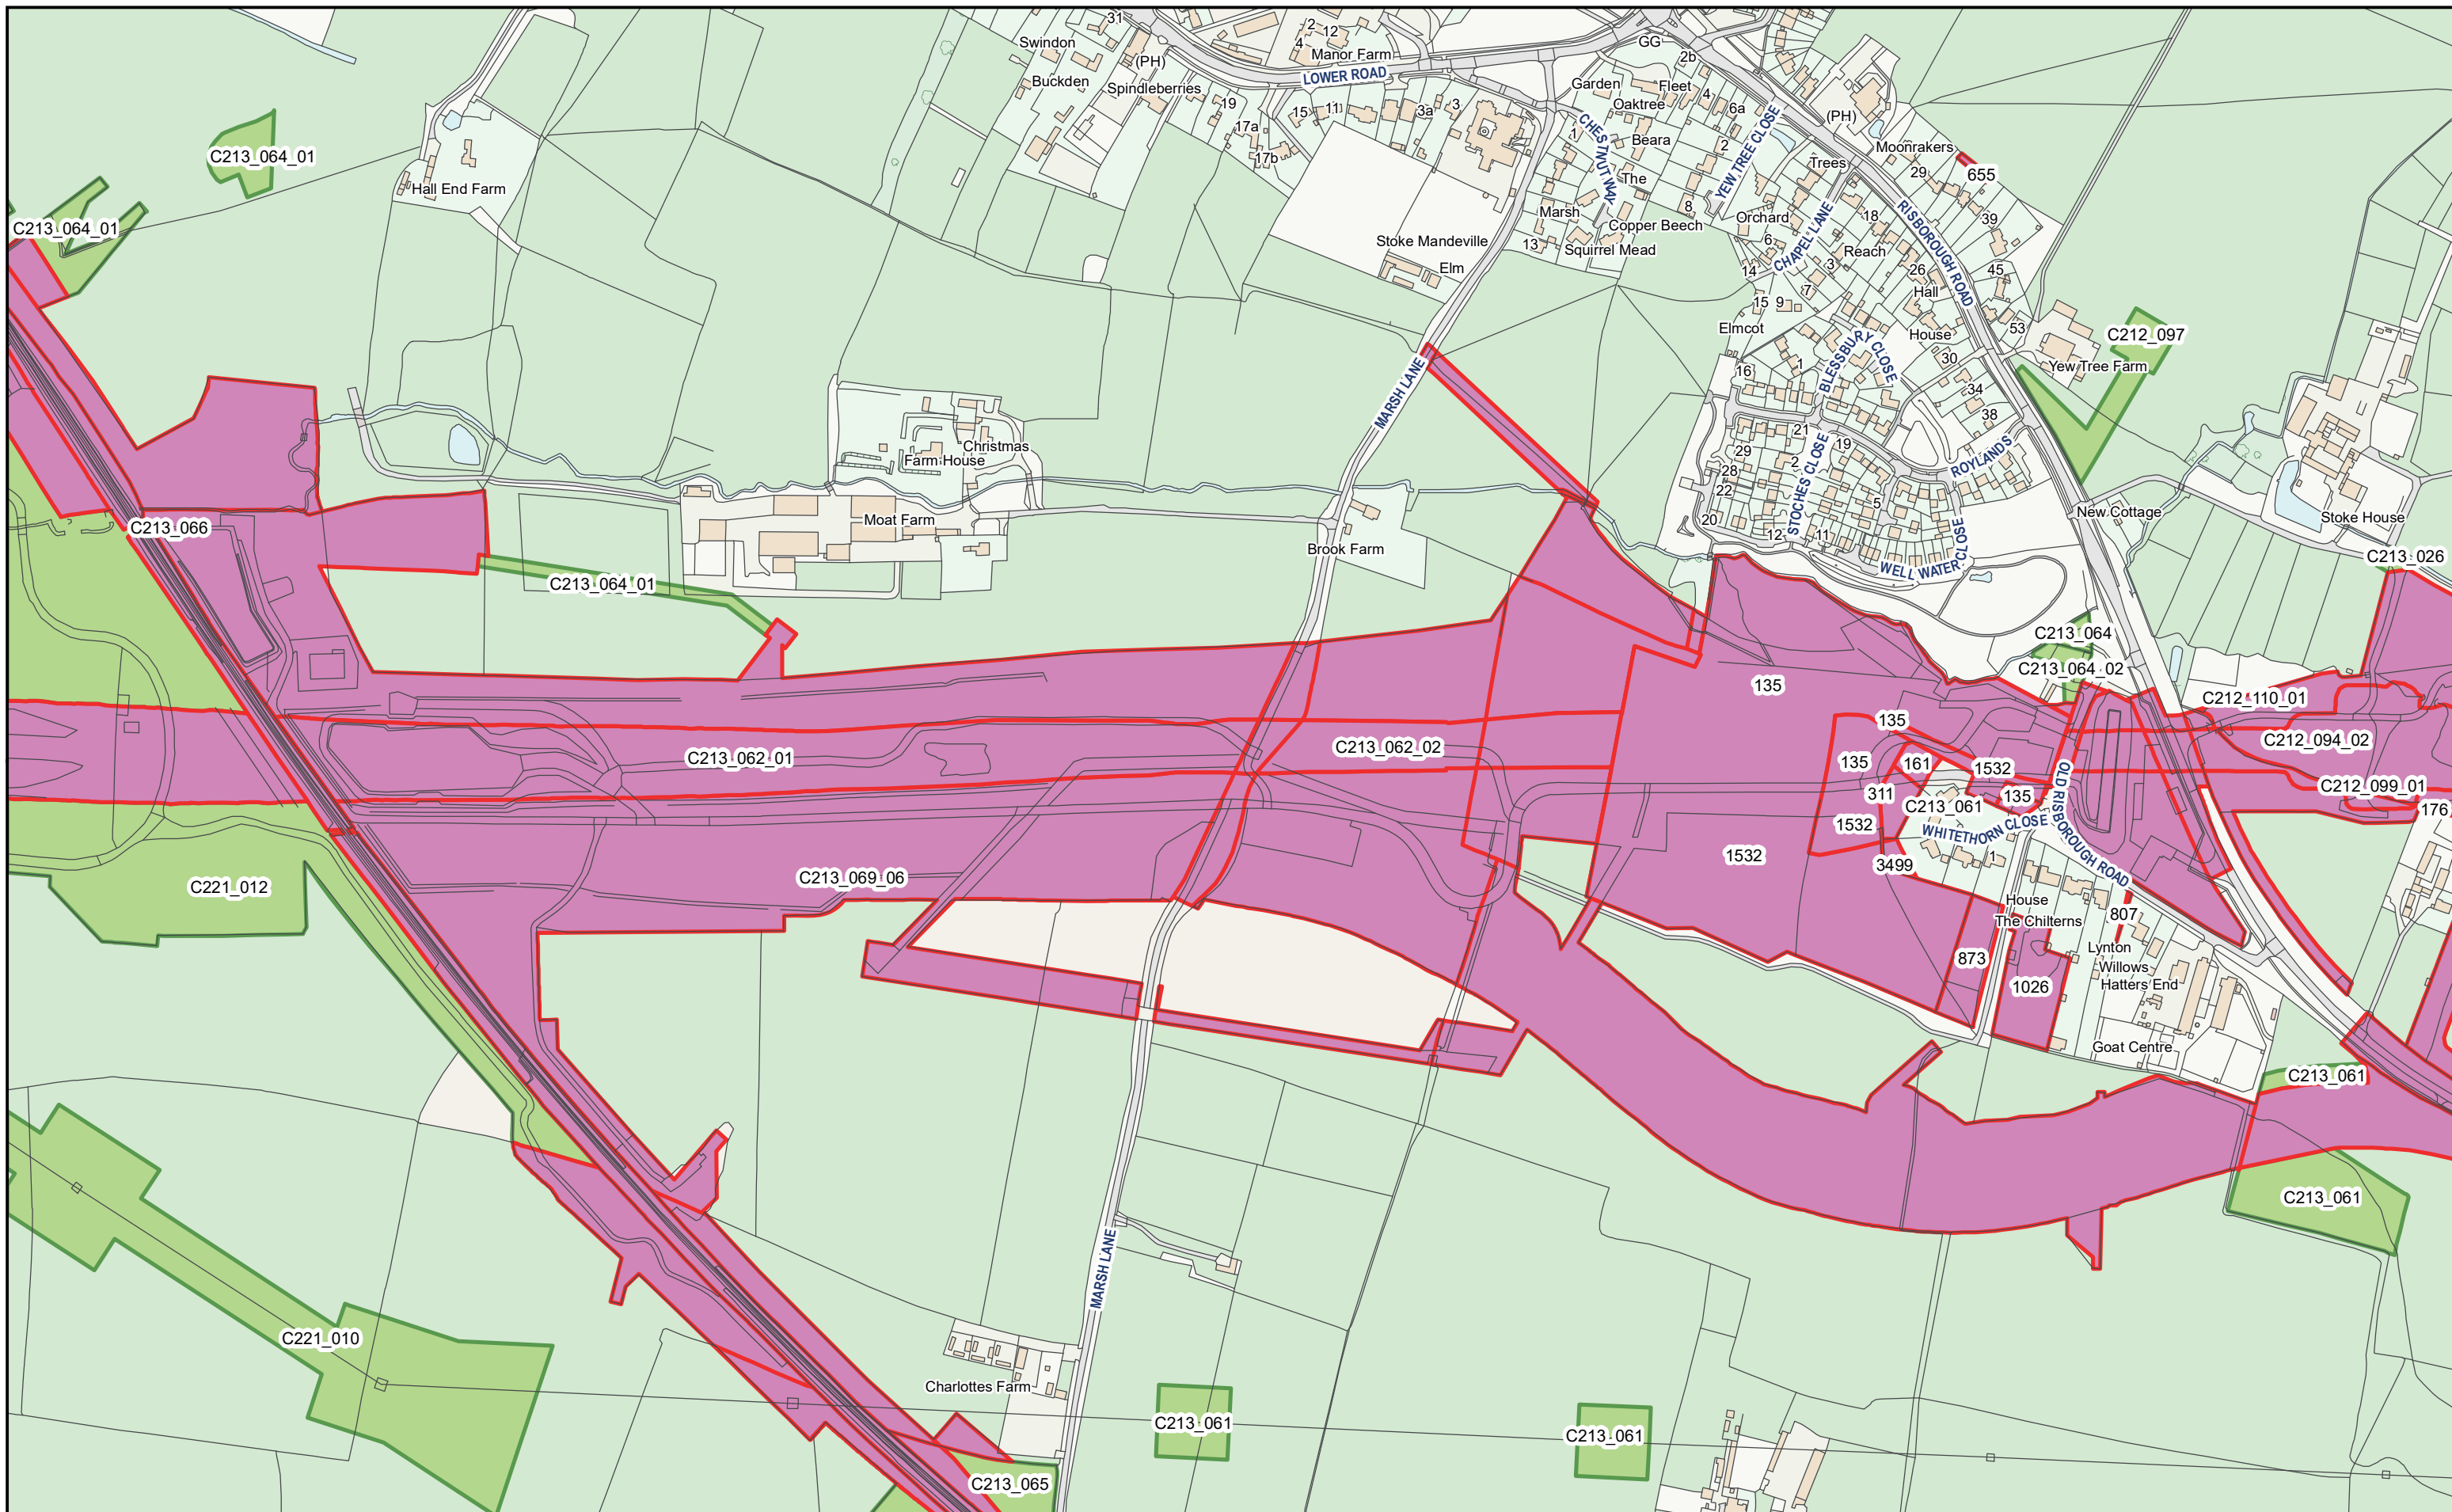 31
2
12
4
Manor Farm
Swindon
(PH)
Buckden
Spindleberries
LOWER ROAD
GG
2b
Garden
Fleet
Oaktree
4
6a
(PH)
19
15
11
3a
3
17a
17b
1
CHESTNUT WAY
Beara
2
YEW TREE CLOSE
The
Trees
Moonrakers
29
655
C213_064_01
Hall End Farm
C213_064_01
Marsh
8
Copper Beech
Orchard
18
39
RISBOROUGH ROAD
Stoke Mandeville
Elm
13
Squirrel Mead
6
CHAPEL LANE
Reach
14
3
26
45
7
Hall
15
9
Elmcot
House
53
C212_097
BLESSBURY CLOSE
1
30
Yew Tree Farm
16
MARSH LANE
34
38
21
19
ROYLANDS
Christmas
Farm House
29
28
2
22
STOCHES CLOSE
5
20
12
11
WELL WATER CLOSE
C213_066
Moat Farm
Brook Farm
New Cottage
Stoke House
C213_026
C213_064_01
C213_064
C213_064_02
135
C212_110_01
135
C212_094_02
C213_062_01
C213_062_02
135
161
1532
C212_099_01
311
C213_061
135
OLD RISBOROUGH ROAD
176
1532
WHITETHORN CLOSE
1532
3499
1
C213_069_06
C221_012
House
The Chilterns
807
Lynton
873
Willows
1026
Hatters End
Goat Centre
C213_061
C213_061
MARSH LANE
C221_010
Charlottes Farm
C213_061
C213_061
C213_065